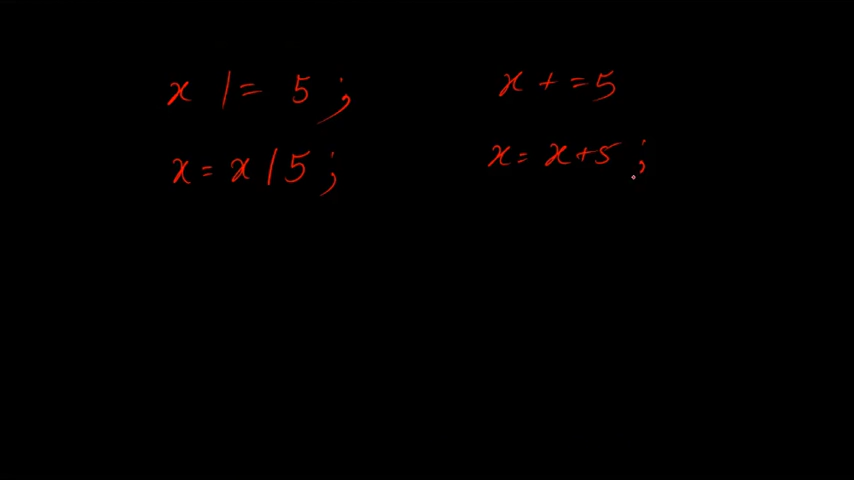 x |= 5 ;
x = x | 5 ;
x + = 5
x = x + 5 ;